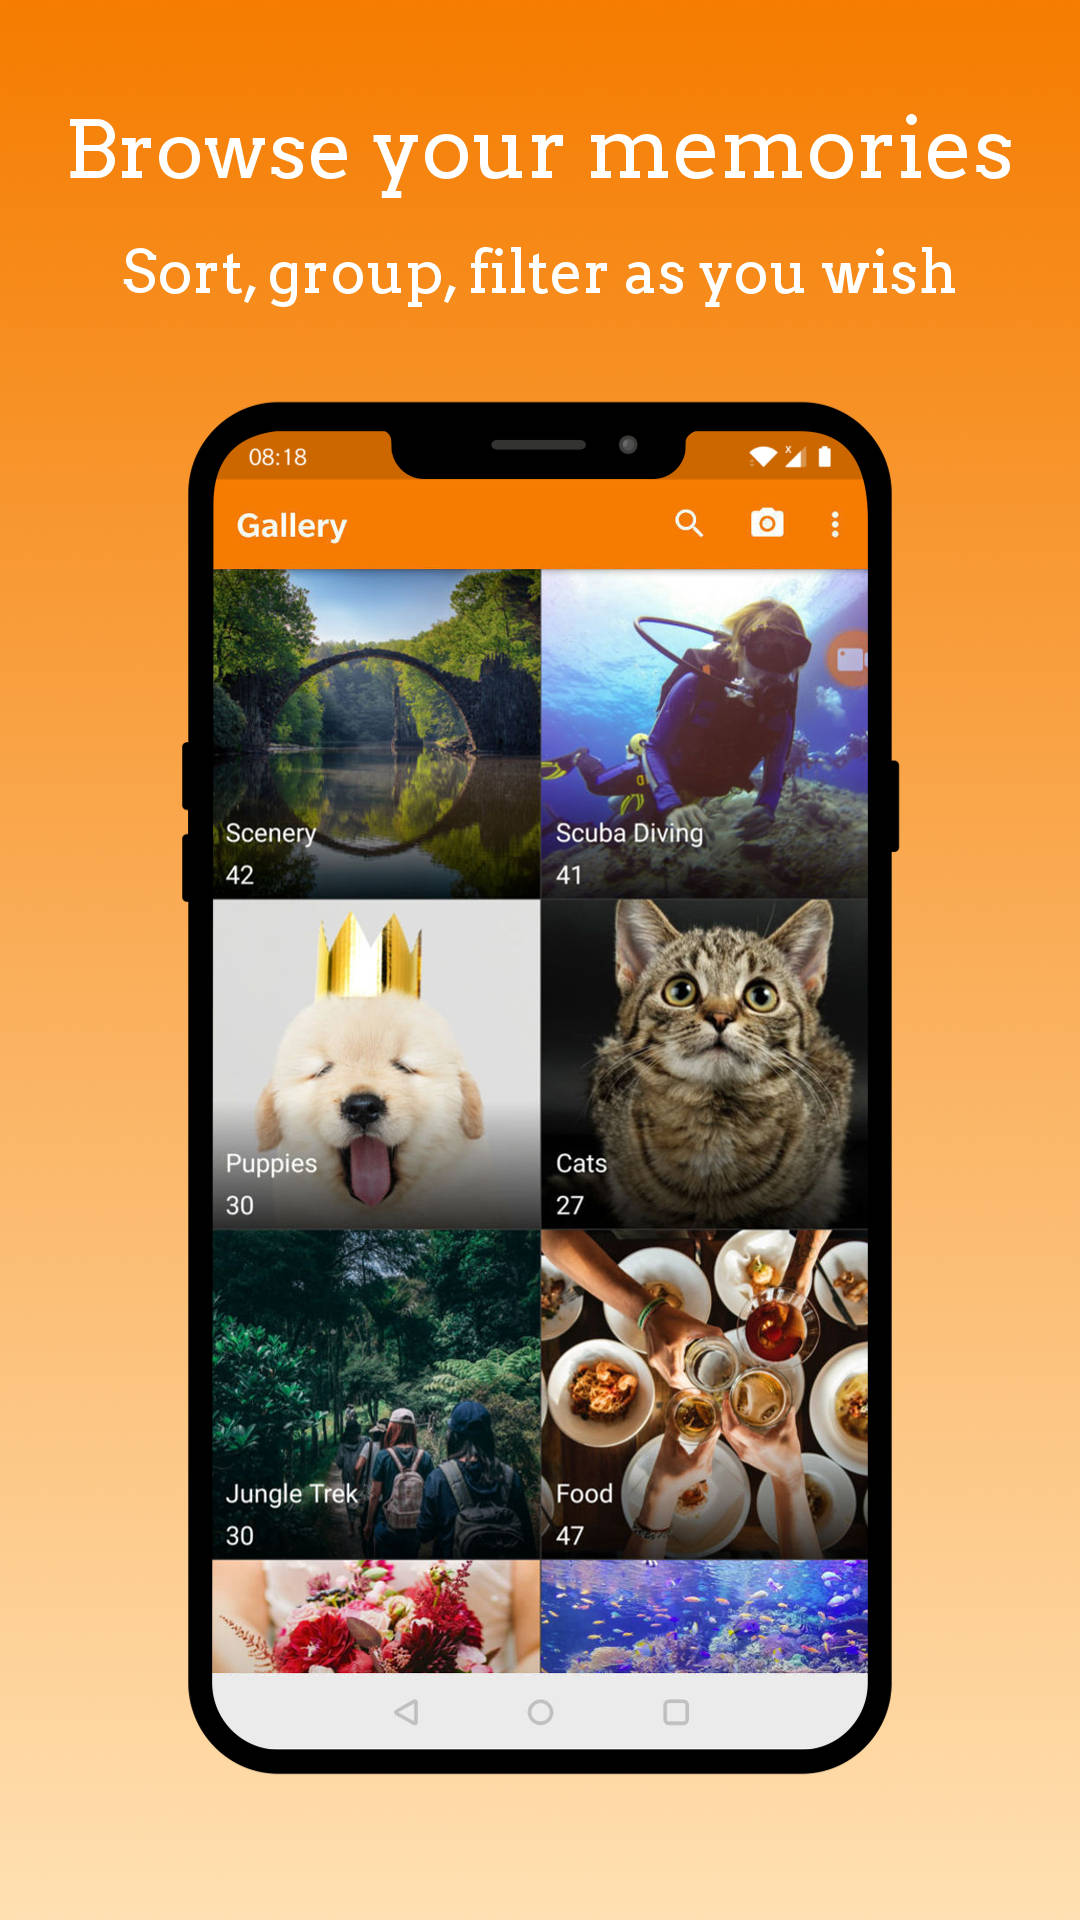 Browse your memories
Sort, group, filter as you wish
08:18
x
Gallery
Scenery
42
Scuba Diving
41
Puppies
30
Cats
27
Jungle Trek
30
Food
47